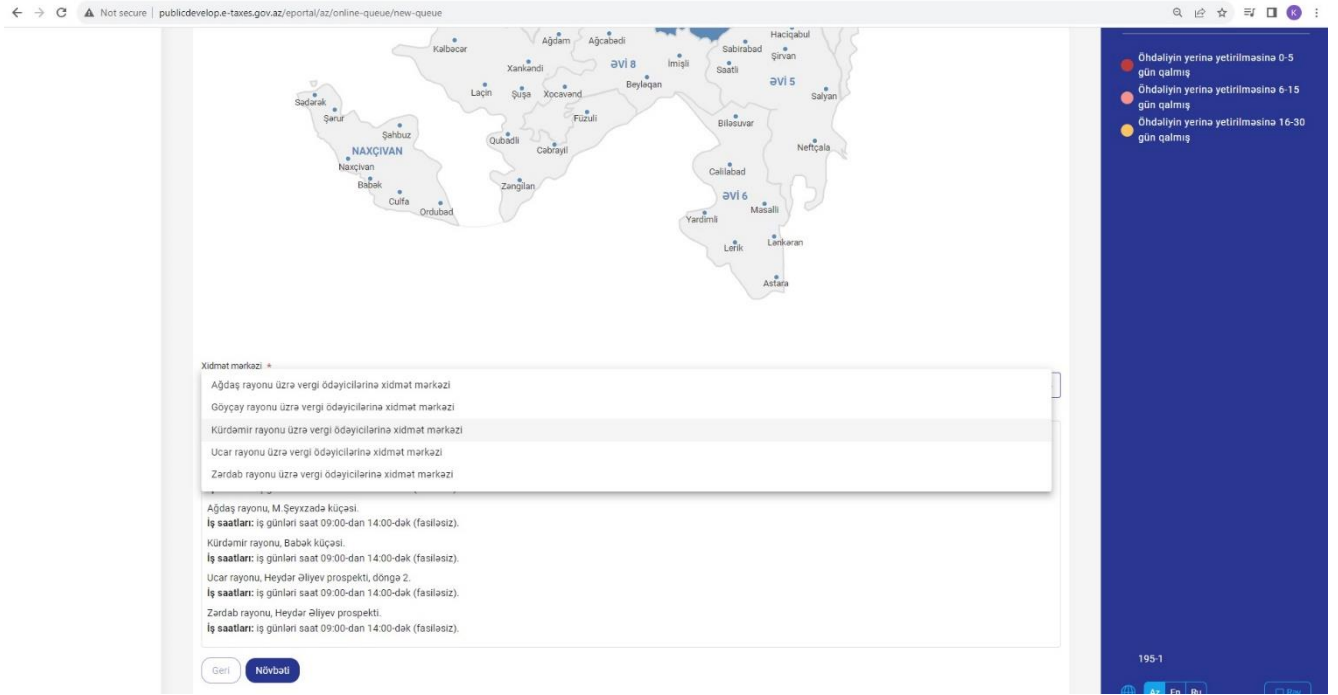 Not secure
publicdevelop.e-taxes.gov.az/eportal/az/online-queue/new-queue
K
Kəlbəcər
Ağdam
Ağcabədi
Hacıqabul
Sabirabad
Şirvan
Xankəndi
ƏVİ 8
İmişli
Saatlı
Beyləqan
ƏVİ 5
Laçın
Şuşa
Xocavənd
Salyan
Sədərək
Şərur
Füzuli
Biləsuvar
Şahbuz
Qubadlı
Cəbrayıl
Neftçala
NAXÇIVAN
Naxçıvan
Cəlilabad
Babək
Zəngilan
Culfa
Ordubad
ƏVİ 6
Masallı
Yardımlı
Lerik
Lənkəran
Astara
Xidmət mərkəzi *
Ağdaş rayonu üzrə vergi ödəyicilərinə xidmət mərkəzi
Göyçay rayonu üzrə vergi ödəyicilərinə xidmət mərkəzi
Kürdəmir rayonu üzrə vergi ödəyicilərinə xidmət mərkəzi
Ucar rayonu üzrə vergi ödəyicilərinə xidmət mərkəzi
Zərdab rayonu üzrə vergi ödəyicilərinə xidmət mərkəzi
Ağdaş rayonu, M.Şeyxzadə küçəsi.
İş saatları: iş günləri saat 09:00-dan 14:00-dək (fasiləsiz).
Kürdəmir rayonu, Babək küçəsi.
İş saatları: iş günləri saat 09:00-dan 14:00-dək (fasiləsiz).
Ucar rayonu, Heydər Əliyev prospekti, döngə 2.
İş saatları: iş günləri saat 09:00-dan 14:00-dək (fasiləsiz).
Zərdab rayonu, Heydər Əliyev prospekti.
İş saatları: iş günləri saat 09:00-dan 14:00-dək (fasiləsiz).
Geri
Növbəti
Öhdəliyin yerinə yetirilməsinə 0-5
gün qalmış
Öhdəliyin yerinə yetirilməsinə 6-15
gün qalmış
Öhdəliyin yerinə yetirilməsinə 16-30
gün qalmış
195-1
Az En Ru